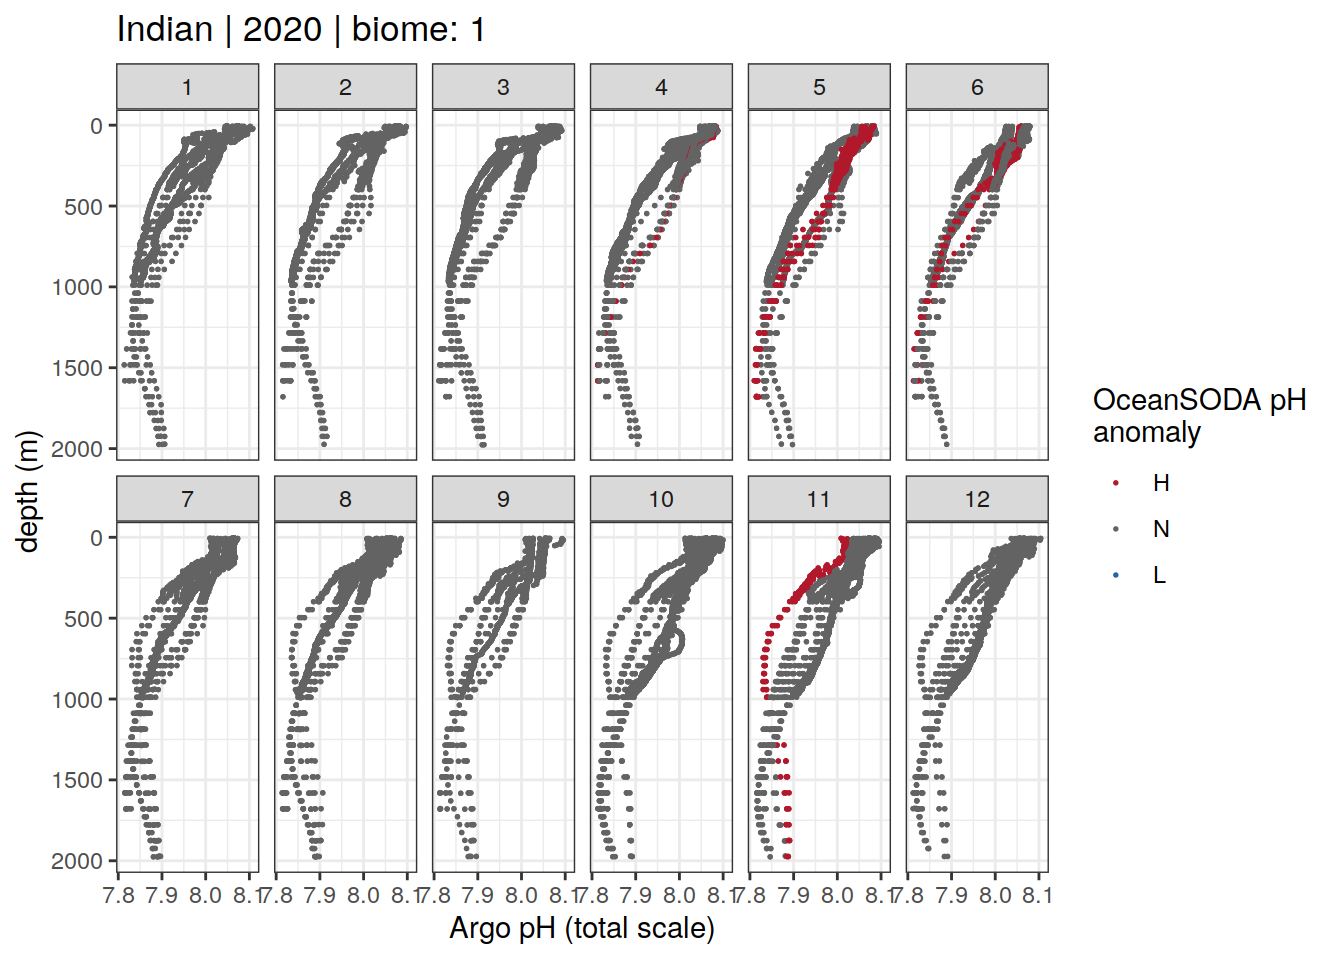 Indian | 2020 | biome: 1
1 2 3 4 5 6
0
500
1000
1500
2000
7 8 9 10 11 12
0
500
1000
1500
2000
7.8 7.9 8.0 8.1 7.8 7.9 8.0 8.1 7.8 7.9 8.0 8.1 7.8 7.9 8.0 8.1 7.8 7.9 8.0 8.1 7.8 7.9 8.0 8.1
Argo pH (total scale)
depth (m)
OceanSODA pH
anomaly
H
N
L